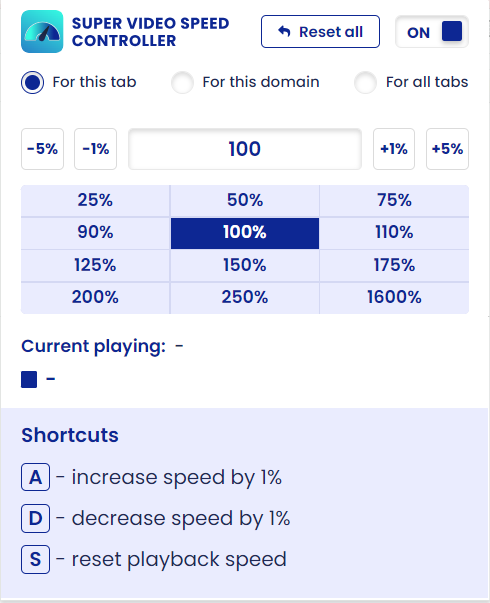 SUPER VIDEO SPEED
CONTROLLER
Reset all
ON
For this tab
For this domain
For all tabs
-5%
-1%
100
+1%
+5%
25% 50% 75%
90% 100% 110%
125% 150% 175%
200% 250% 1600%
Current playing: -
-
Shortcuts
A - increase speed by 1%
D - decrease speed by 1%
S - reset playback speed